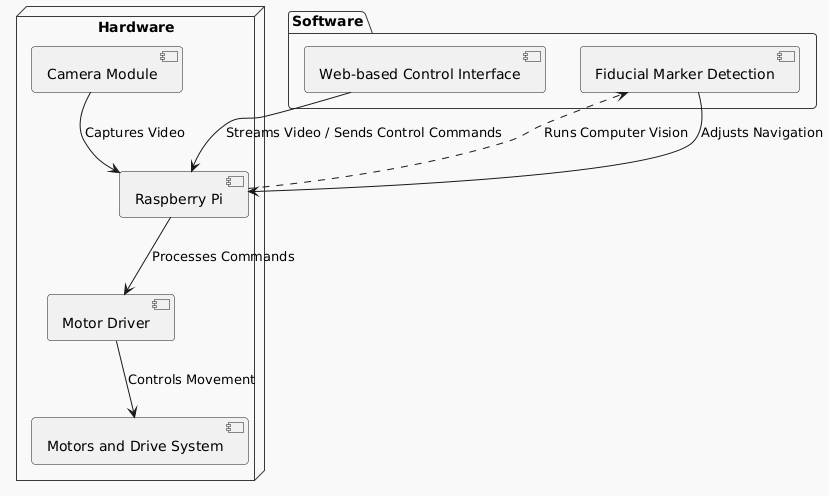 Hardware
Software
Camera Module
Web-based Control Interface
Fiducial Marker Detection
Captures Video
Streams Video / Sends Control Commands
Runs Computer Vision
Adjusts Navigation
Raspberry Pi
Processes Commands
Motor Driver
Controls Movement
Motors and Drive System